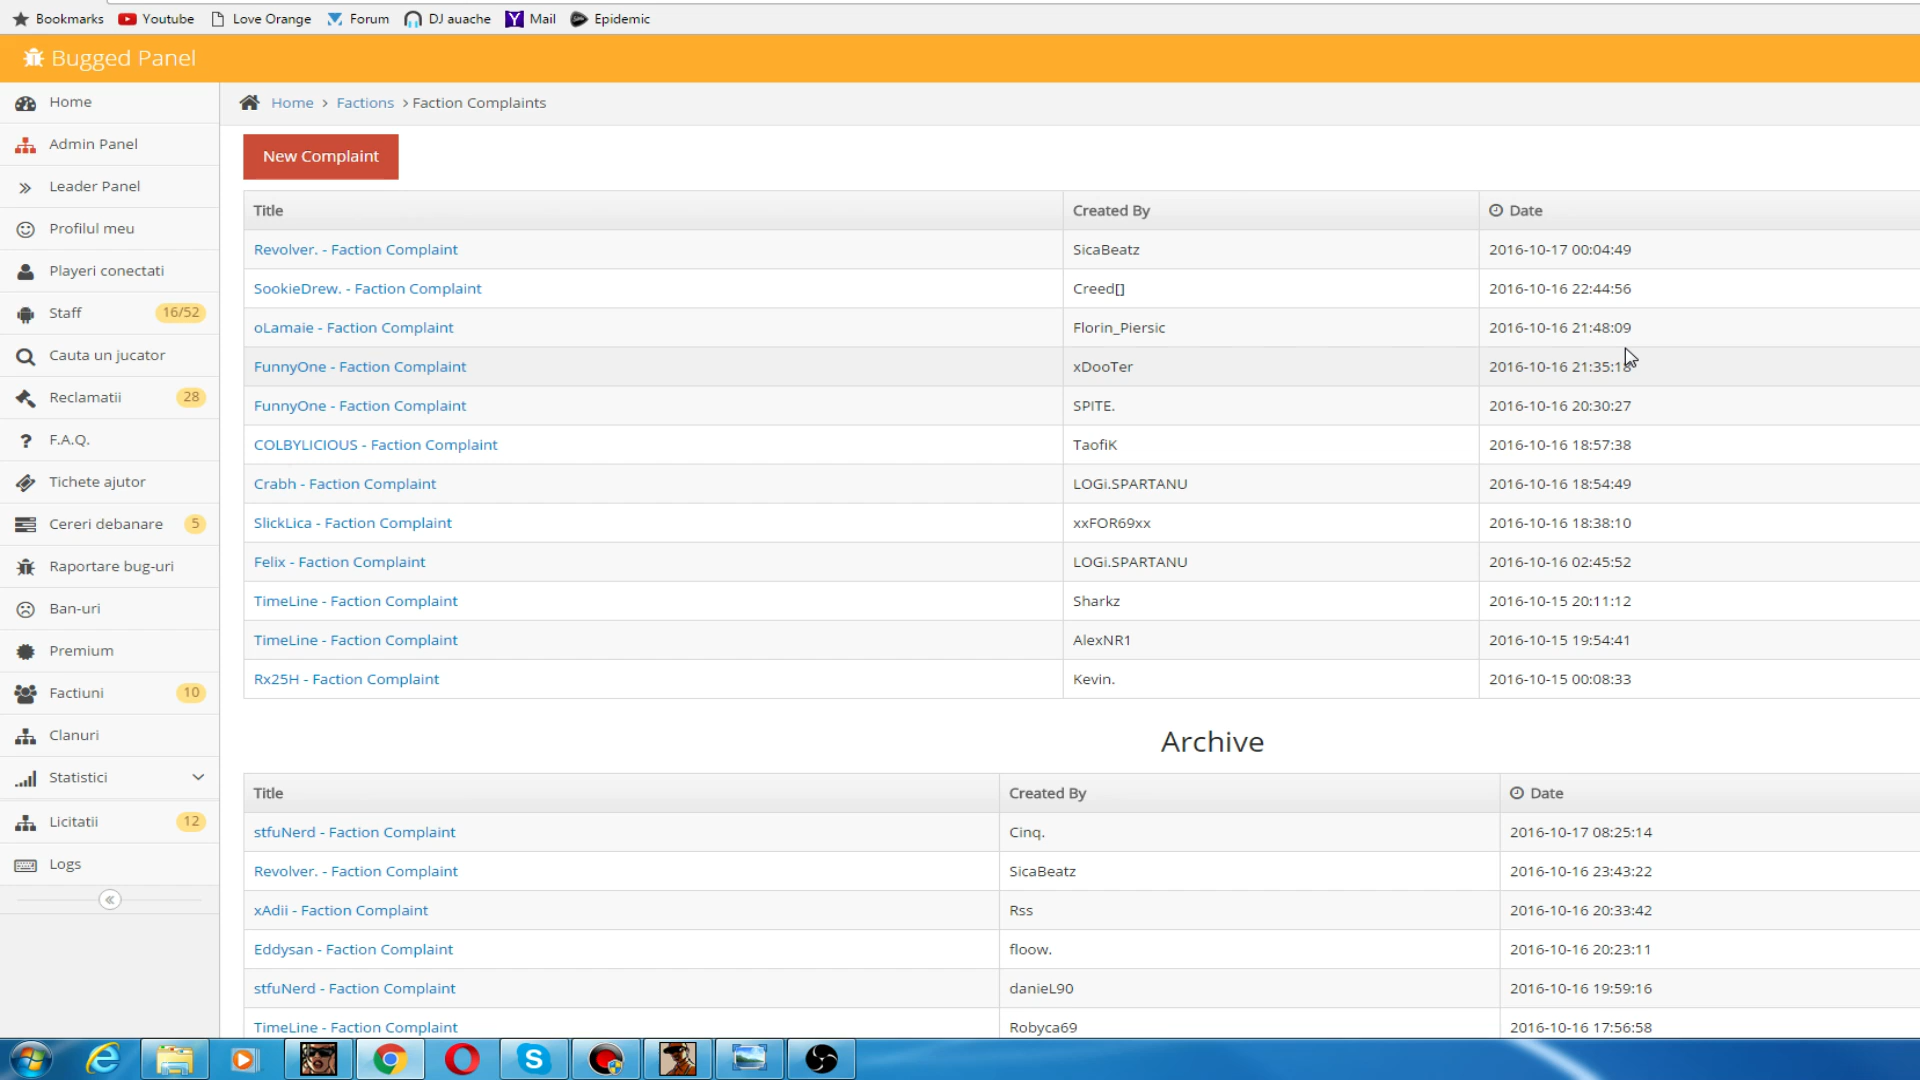 Bookmarks Youtube Love Orange Forum DJ auache Mail Epidemic
Bugged Panel
Home
Admin Panel
Leader Panel
Profilul meu
Playeri conectati
Staff 16/52
Cauta un jucator
Reclamatii 28
F.A.Q.
Tichete ajutor
Cereri debanare 5
Raportare bug-uri
Ban-uri
Premium
Factiuni 10
Clanuri
Statistici
Licitatii 12
Logs
Home > Factions > Faction Complaints
New Complaint
Title Created By Date
Revolver. - Faction Complaint SicaBeatz 2016-10-17 00:04:49
SookieDrew. - Faction Complaint Creed[] 2016-10-16 22:44:56
oLamaie - Faction Complaint Florin_Piersic 2016-10-16 21:48:09
FunnyOne - Faction Complaint xDooTer 2016-10-16 21:35:18
FunnyOne - Faction Complaint SPITE. 2016-10-16 20:30:27
COLBYLICIOUS - Faction Complaint TaofiK 2016-10-16 18:57:38
Crabh - Faction Complaint LOGi.SPARTANU 2016-10-16 18:54:49
SlickLica - Faction Complaint xxFOR69xx 2016-10-16 18:38:10
Felix - Faction Complaint LOGi.SPARTANU 2016-10-16 02:45:52
TimeLine - Faction Complaint Sharkz 2016-10-15 20:11:12
TimeLine - Faction Complaint AlexNR1 2016-10-15 19:54:41
Rx25H - Faction Complaint Kevin. 2016-10-15 00:08:33
Archive
Title Created By Date
stfuNerd - Faction Complaint Cinq. 2016-10-17 08:25:14
Revolver. - Faction Complaint SicaBeatz 2016-10-16 23:43:22
xAdii - Faction Complaint Rss 2016-10-16 20:33:42
Eddysan - Faction Complaint floow. 2016-10-16 20:23:11
stfuNerd - Faction Complaint danieL90 2016-10-16 19:59:16
TimeLine - Faction Complaint Robyca69 2016-10-16 17:56:58